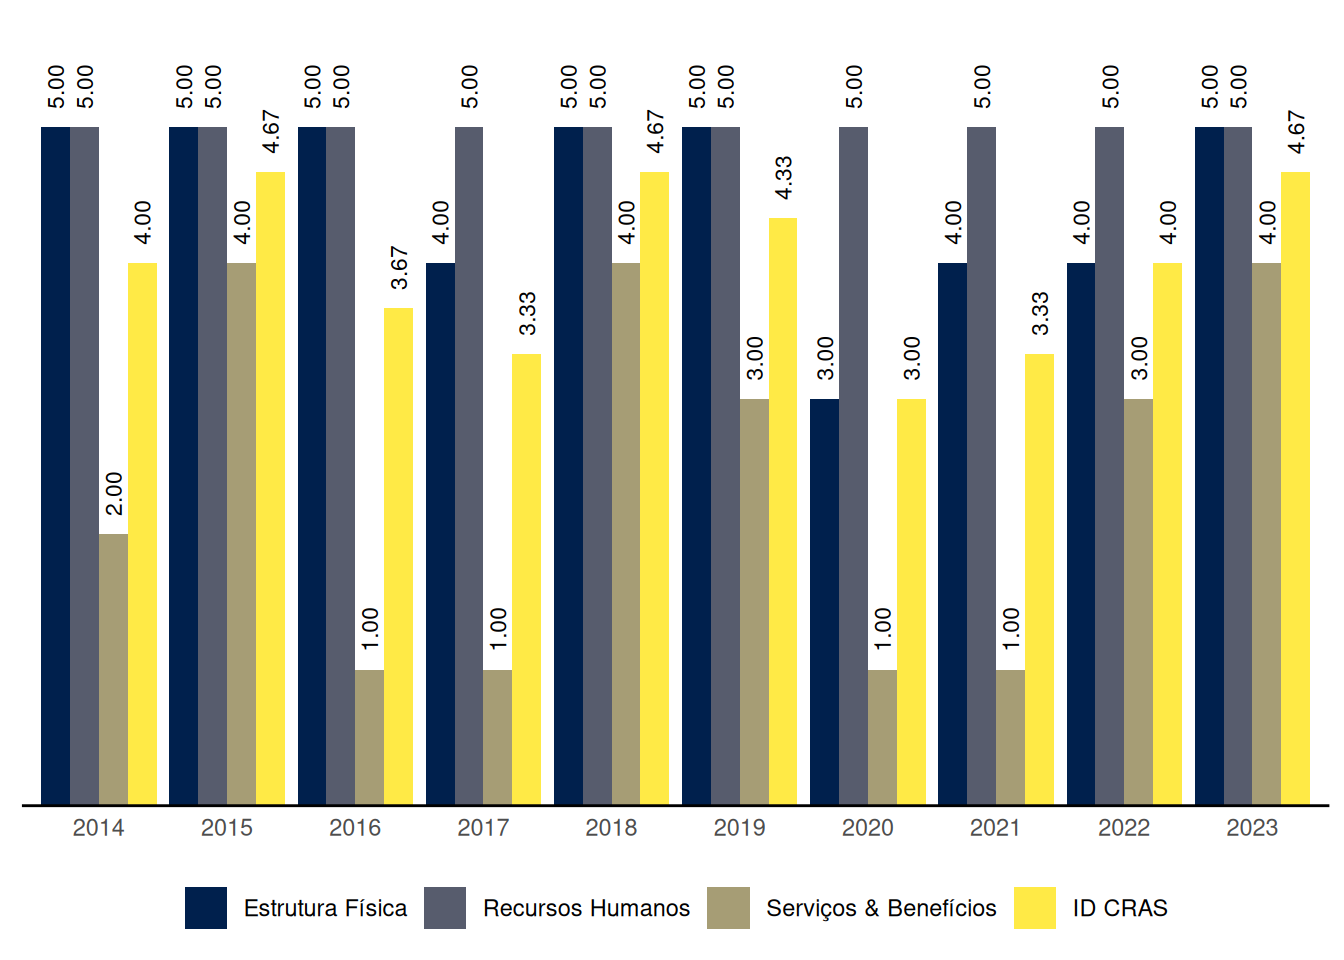 5.00 5.00 2.00 4.00
5.00 5.00 4.00 4.67
5.00 5.00 1.00 3.67
4.00 5.00 1.00 3.33
5.00 5.00 4.00 4.67
5.00 5.00 3.00 4.33
3.00 5.00 1.00 3.00
4.00 5.00 1.00 3.33
4.00 5.00 3.00 4.00
5.00 5.00 4.00 4.67
2014 2015 2016 2017 2018 2019 2020 2021 2022 2023
Estrutura Física Recursos Humanos Serviços & Benefícios ID CRAS